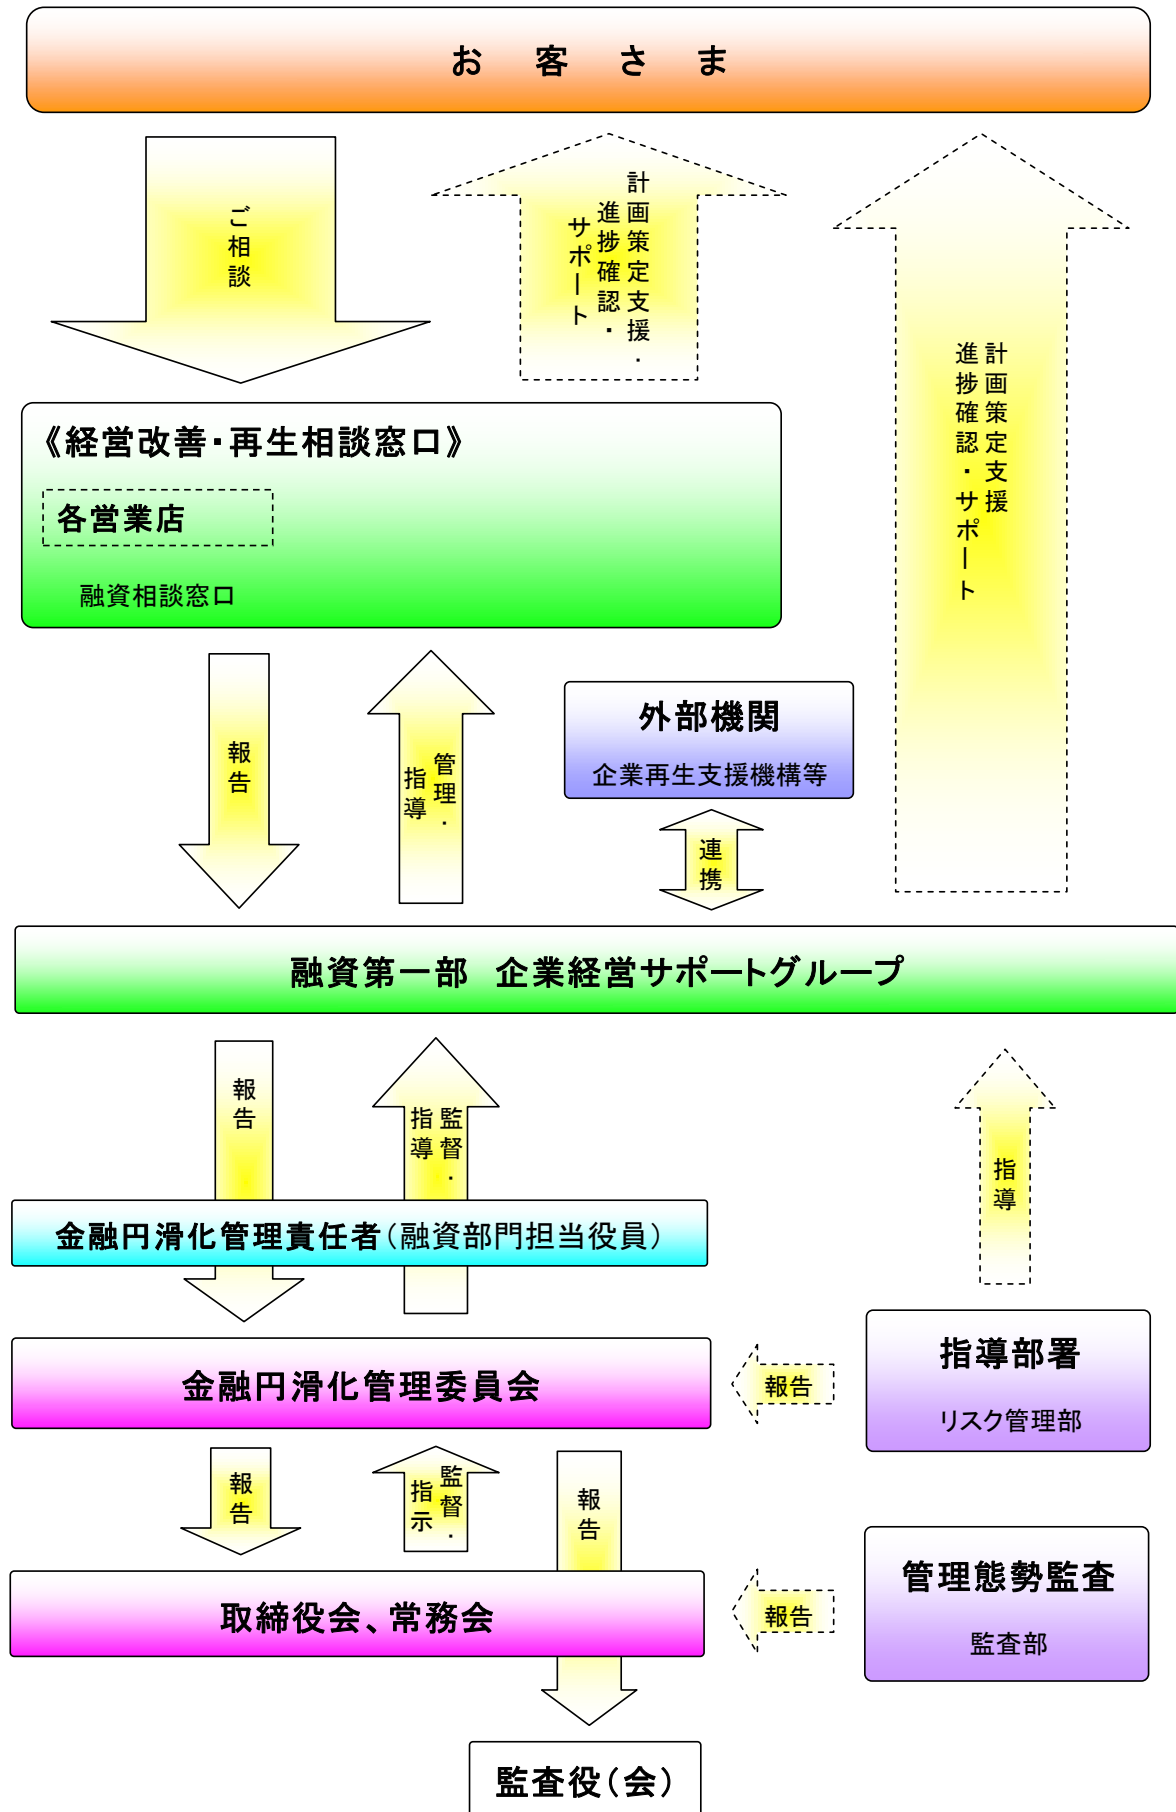 お客さま
ご相談
計画策定支援・
進捗確認・
サポート
計画策定支援
進捗確認・サポート
《経営改善・再生相談窓口》
各営業店
融資相談窓口
報告
管理・
指導
外部機関
企業再生支援機構等
連携
融資第一部 企業経営サポートグループ
報告
監督・
指導
指導
金融円滑化管理責任者（融資部門担当役員）
金融円滑化管理委員会
報告
指導部署
リスク管理部
報告
監督・
指示
報告
取締役会、常務会
報告
管理態勢監査
監査部
監査役（会）